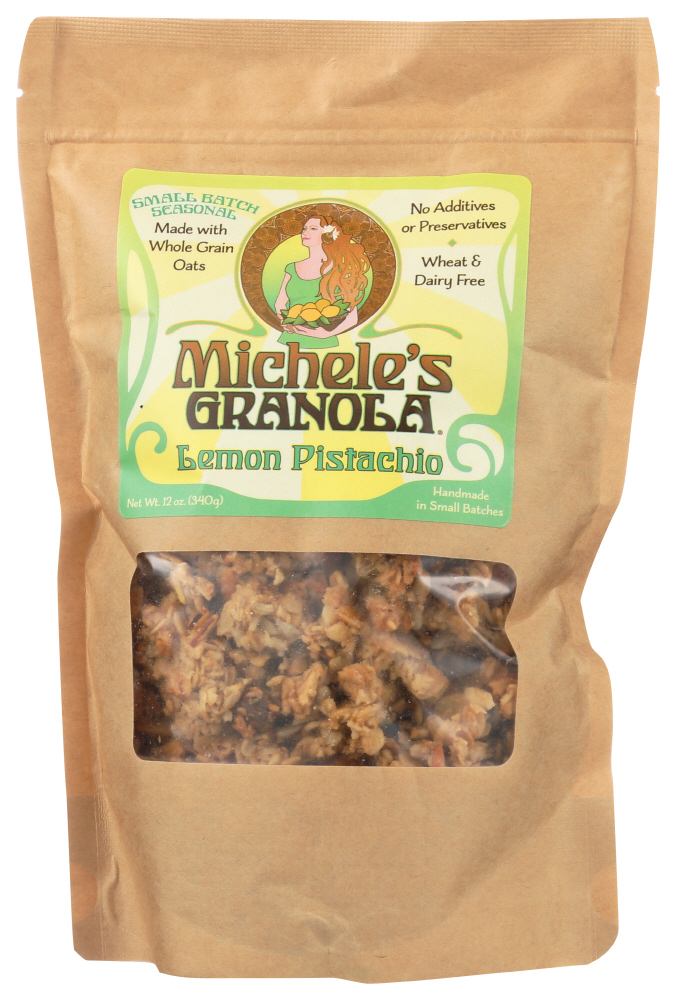 SMALL BATCH
SEASONAL
Made with
Whole Grain
Oats
No Additives
or Preservatives
Wheat &
Dairy Free
Michele's
GRANOLA®
Lemon Pistachio
Net Wt. 12 oz. (340g)
Handmade
in Small Batches